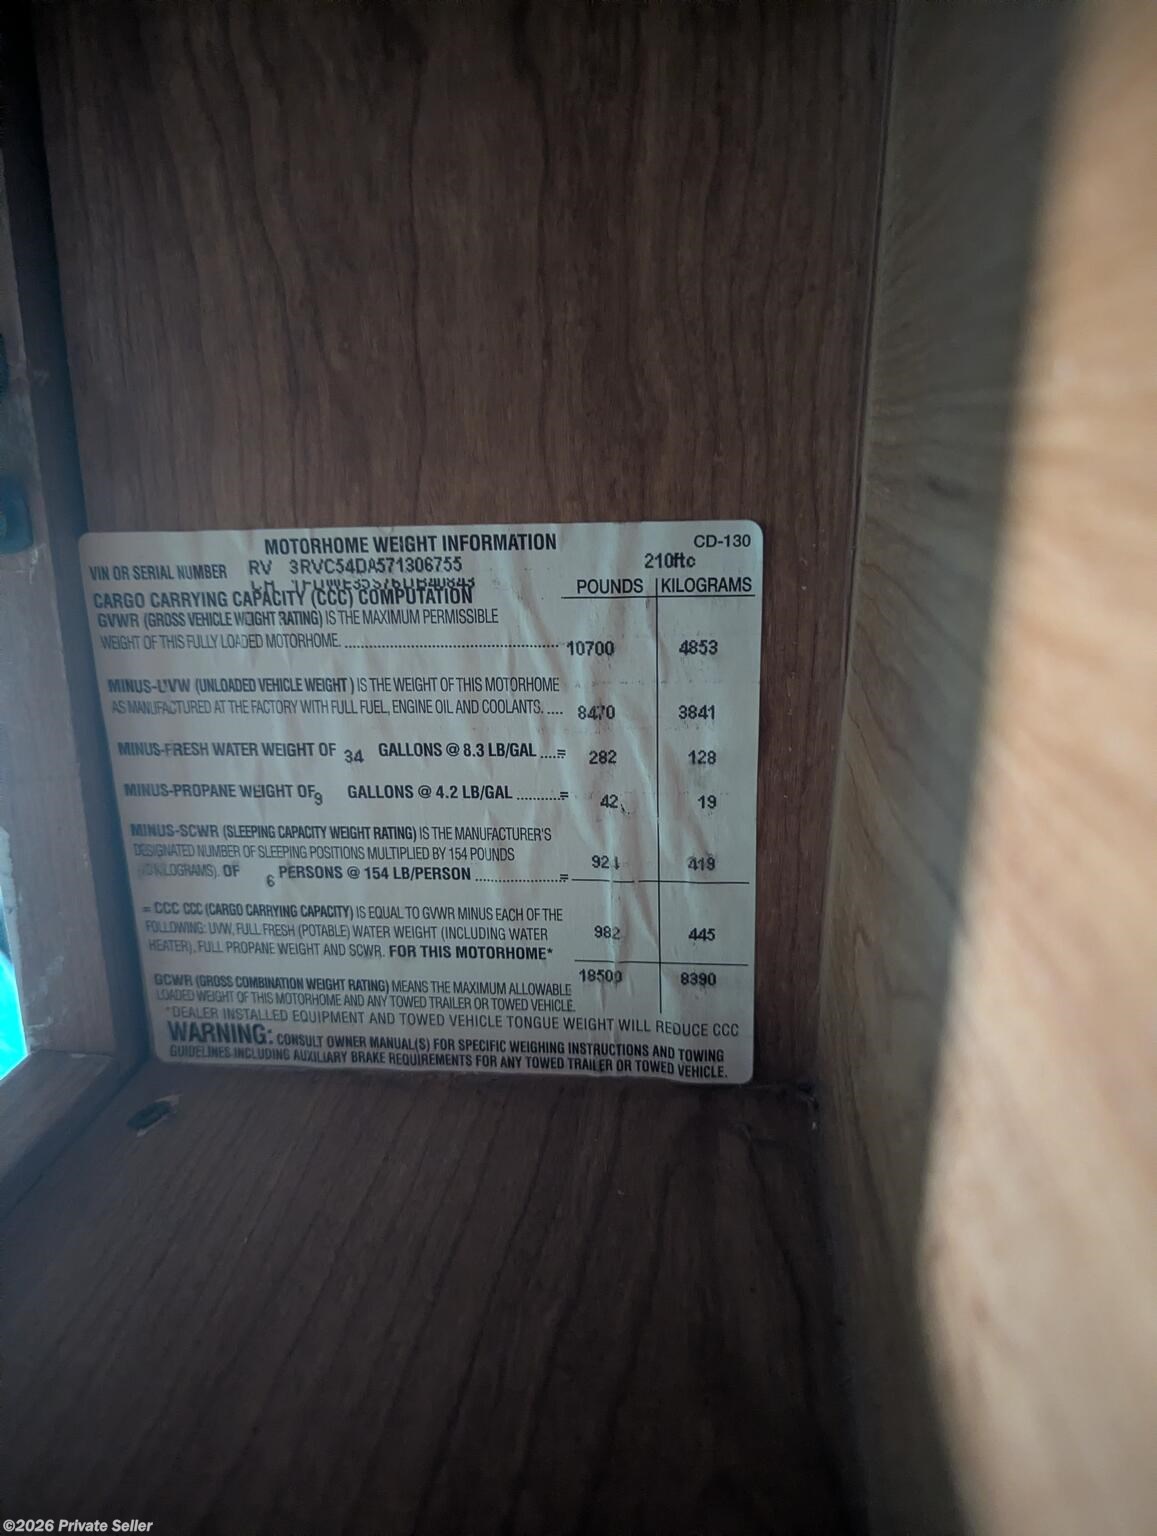 MOTORHOME WEIGHT INFORMATION CD-130
VIN OR SERIAL NUMBER RV 3RVC54DA571306755 210ftc
CARGO CARRYING CAPACITY (CCC) COMPUTATION POUNDS KILOGRAMS
GVWR (GROSS VEHICLE WEIGHT RATING) IS THE MAXIMUM PERMISSIBLE
WEIGHT OF THIS FULLY LOADED MOTORHOME. 10700 4853
MINUS-UVW (UNLOADED VEHICLE WEIGHT) IS THE WEIGHT OF THIS MOTORHOME
AS MANUFACTURED AT THE FACTORY WITH FULL FUEL, ENGINE OIL AND COOLANTS. .... 8470 3841
MINUS-FRESH WATER WEIGHT OF 34 GALLONS @ 8.3 LB/GAL ....= 282 128
MINUS-PROPANE WEIGHT OF 9 GALLONS @ 4.2 LB/GAL ..........= 42 19
MINUS-SCWR (SLEEPING CAPACITY WEIGHT RATING) IS THE MANUFACTURER'S
DESIGNATED NUMBER OF SLEEPING POSITIONS MULTIPLIED BY 154 POUNDS
KILOGRAMS). OF 6 PERSONS @ 154 LB/PERSON ....................= 924 419
= CCC CCC (CARGO CARRYING CAPACITY) IS EQUAL TO GVWR MINUS EACH OF THE
FOLLOWING: UVW, FULL FRESH (POTABLE) WATER WEIGHT (INCLUDING WATER 982 445
HEATER), FULL PROPANE WEIGHT AND SCWR. FOR THIS MOTORHOME*
GCWR (GROSS COMBINATION WEIGHT RATING) MEANS THE MAXIMUM ALLOWABLE 18500 8390
LOADED WEIGHT OF THIS MOTORHOME AND ANY TOWED TRAILER OR TOWED VEHICLE.
*DEALER INSTALLED EQUIPMENT AND TOWED VEHICLE TONGUE WEIGHT WILL REDUCE CCC
WARNING: CONSULT OWNER MANUAL(S) FOR SPECIFIC WEIGHING INSTRUCTIONS AND TOWING
GUIDELINES INCLUDING AUXILIARY BRAKE REQUIREMENTS FOR ANY TOWED TRAILER OR TOWED VEHICLE.
©2026 Private Seller